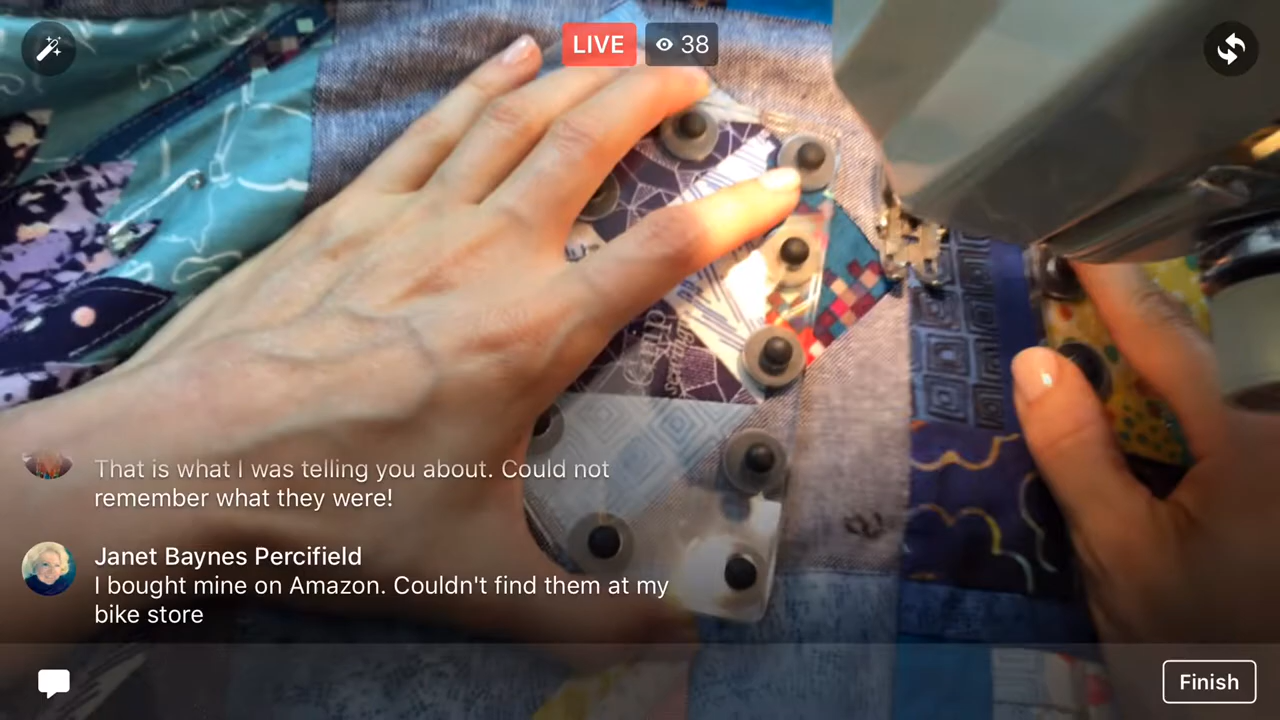 LIVE
38
That is what I was telling you about. Could not
remember what they were!
Janet Baynes Percifield
I bought mine on Amazon. Couldn't find them at my
bike store
Finish